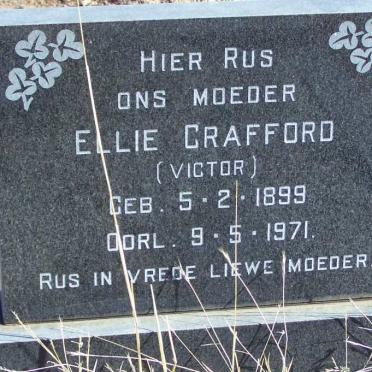 HIER RUS
ONS MOEDER
ELLIE CRAFFORD
(VICTOR)
GEB. 5-2-1899
OORL. 9-5-1971.
RUS IN VREDE LIEWE MOEDER.